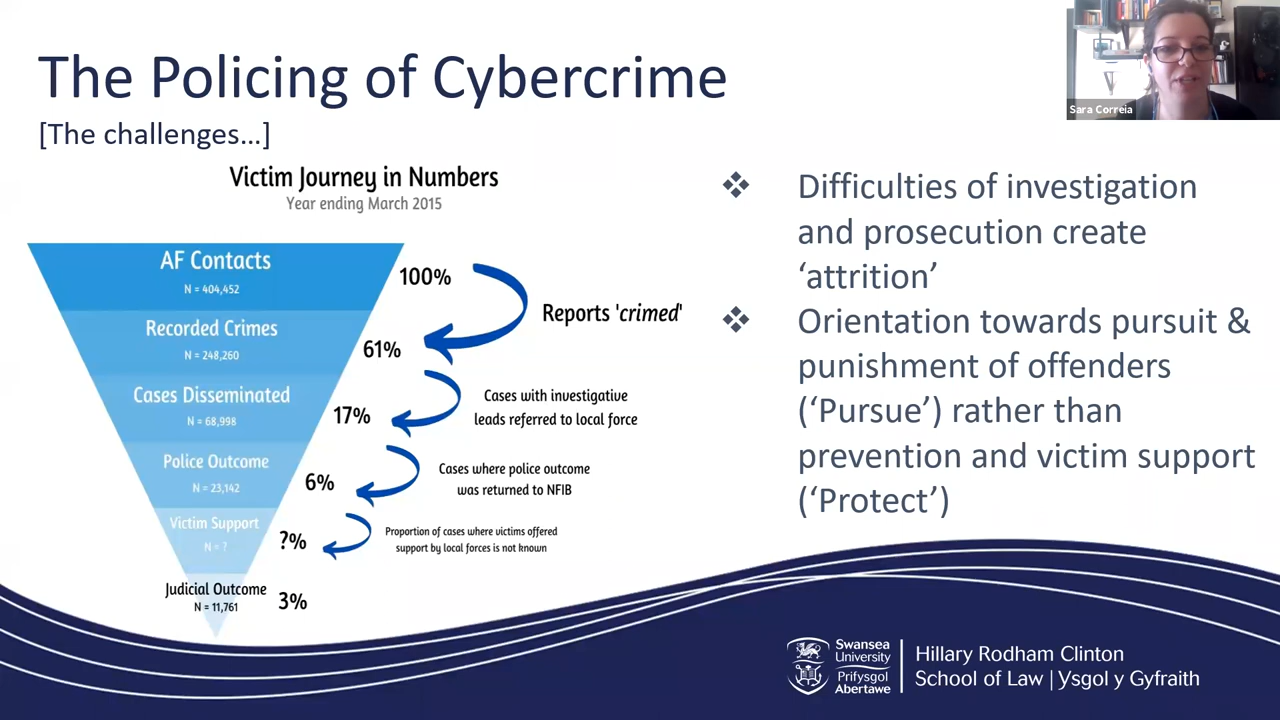 The Policing of Cybercrime
[The challenges...]
Sara Correia
Victim Journey in Numbers
Year ending March 2015
AF Contacts
N = 404,452
100%
Reports 'crimed'
Recorded Crimes
N = 248,260
61%
Cases Disseminated
N = 68,998
17%
Cases with investigative
leads referred to local force
Police Outcome
N = 23,142
6%
Cases where police outcome
was returned to NFIB
Victim Support
N = ?
?%
Proportion of cases where victims offered
support by local forces is not known
Judicial Outcome
N = 11,761
3%
❖ Difficulties of investigation
and prosecution create
‘attrition’
❖ Orientation towards pursuit &
punishment of offenders
(‘Pursue’) rather than
prevention and victim support
(‘Protect’)
Swansea
University
Prifysgol
Abertawe
Hillary Rodham Clinton
School of Law | Ysgol y Gyfraith